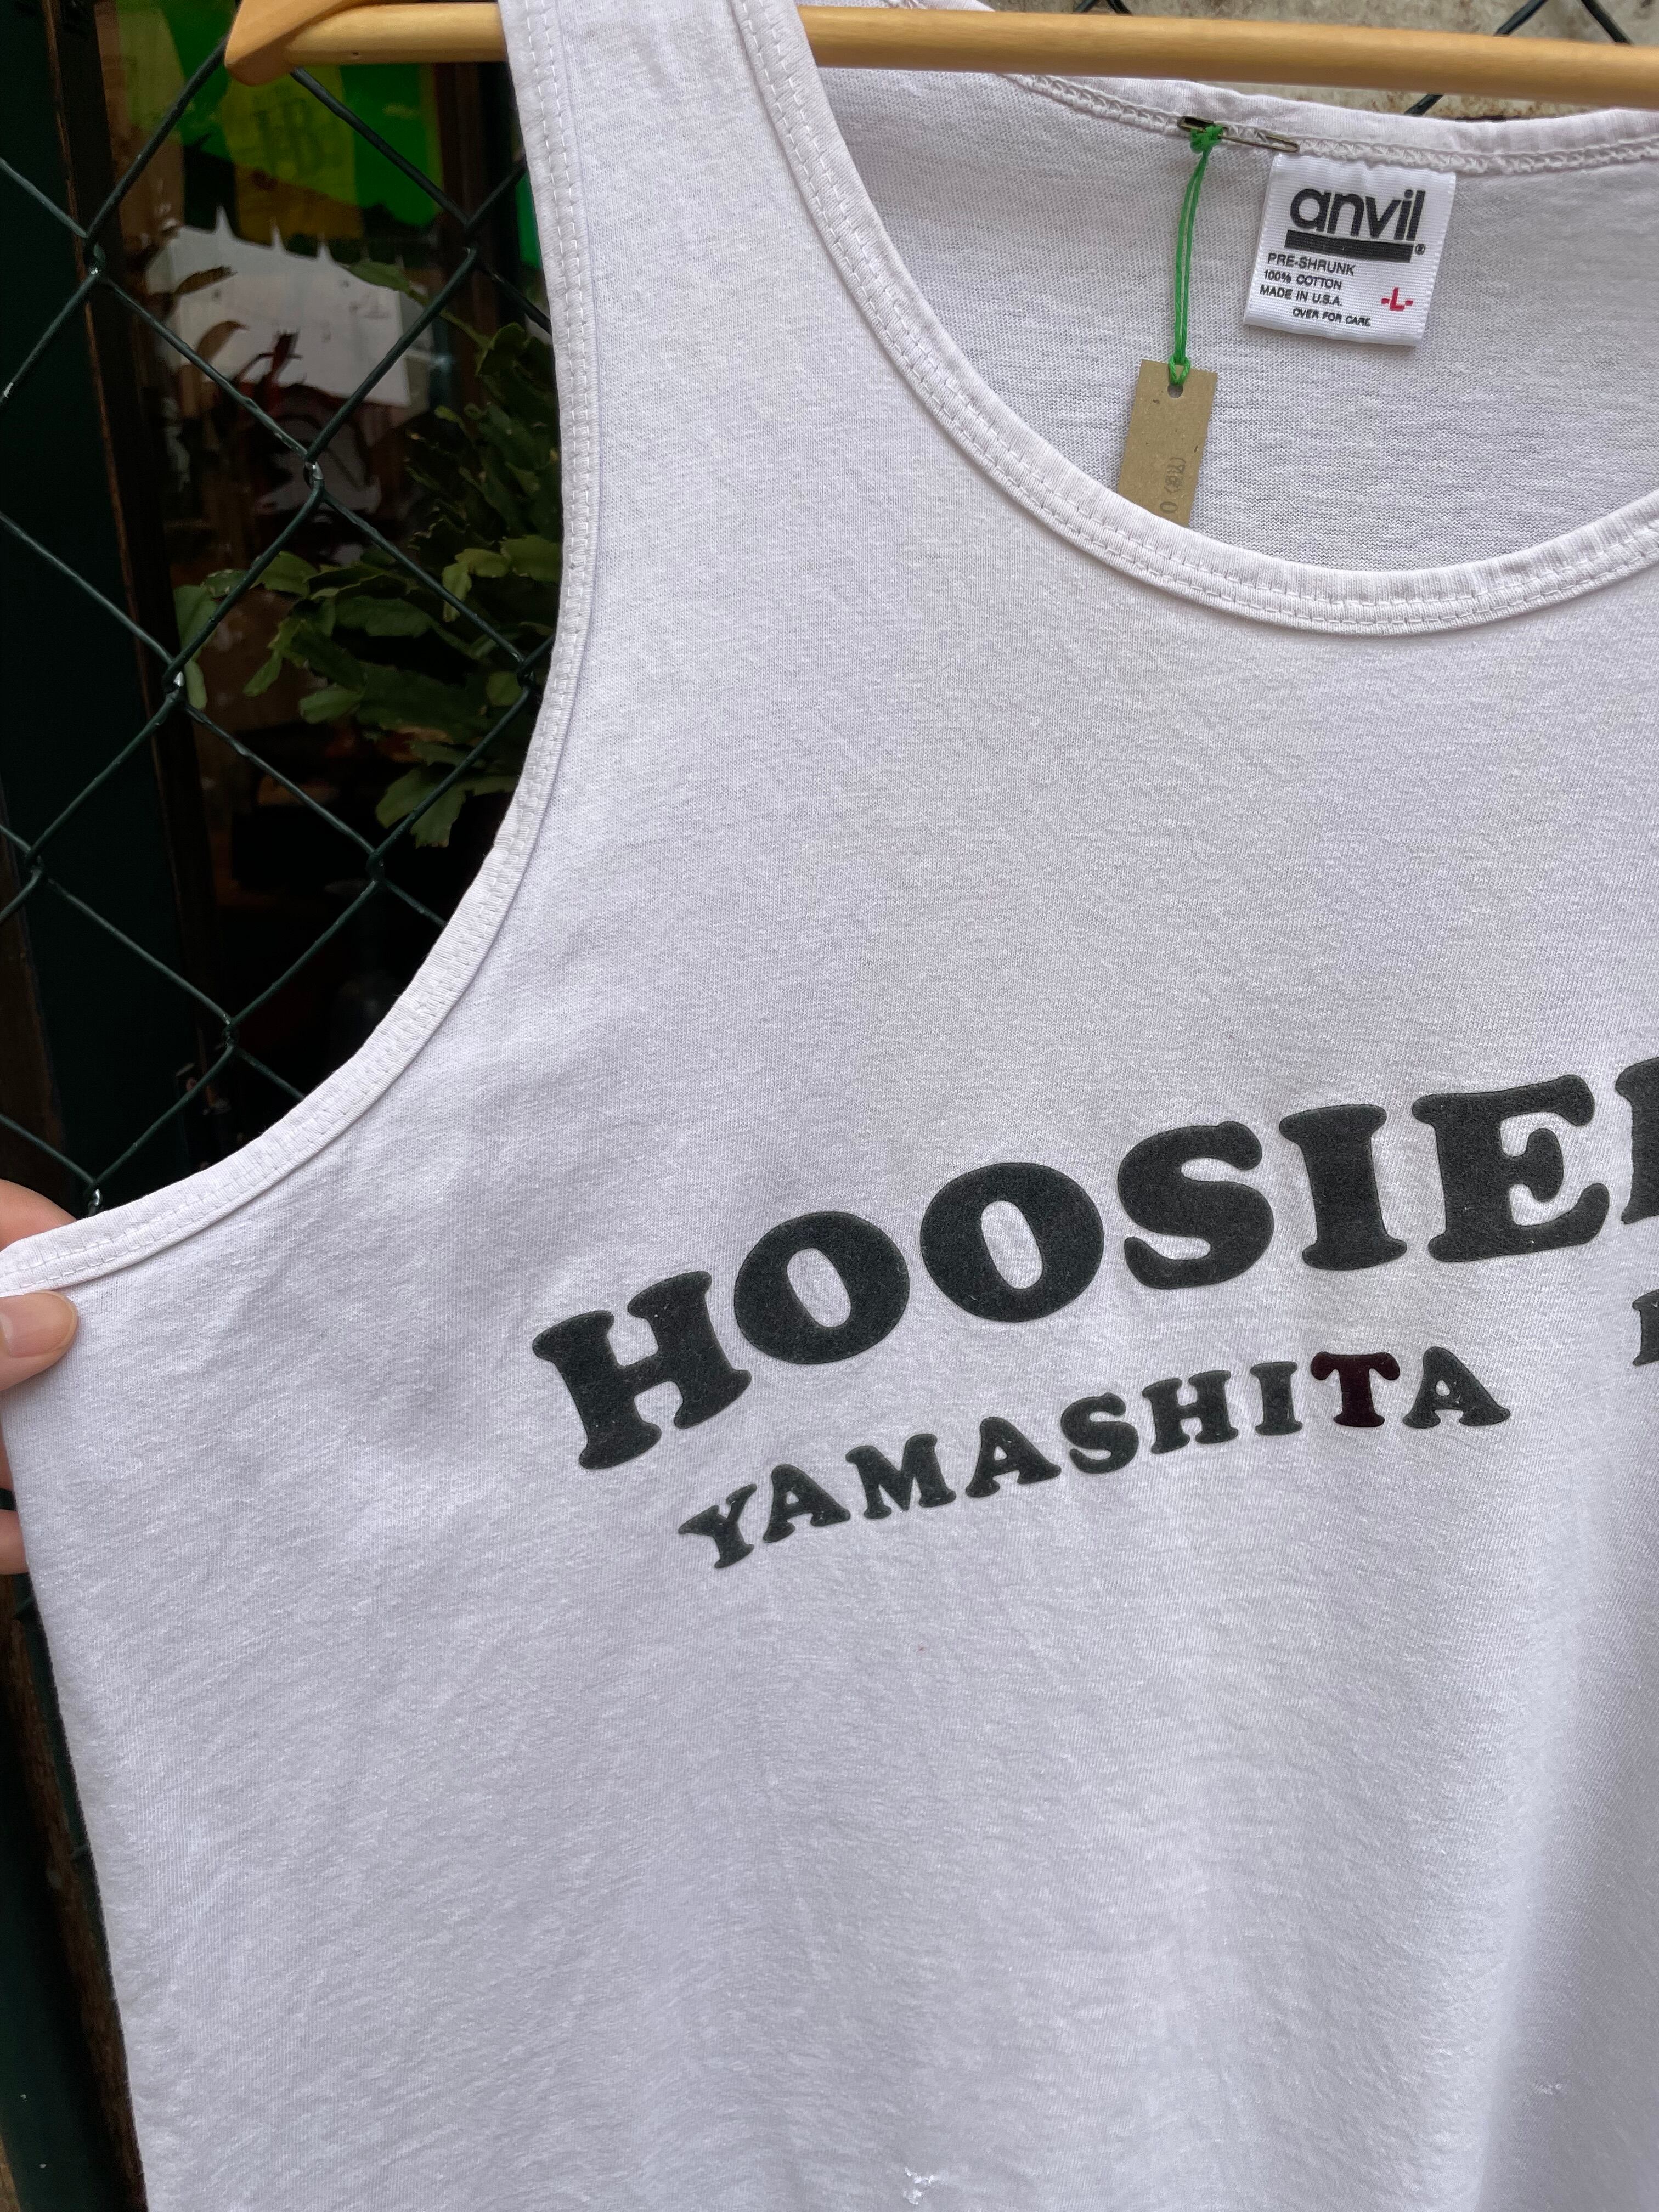 anvil®
PRE-SHRUNK
100% COTTON
MADE IN U.S.A.
-L-
OVER FOR CARE
HOOSIE
YAMASHITA